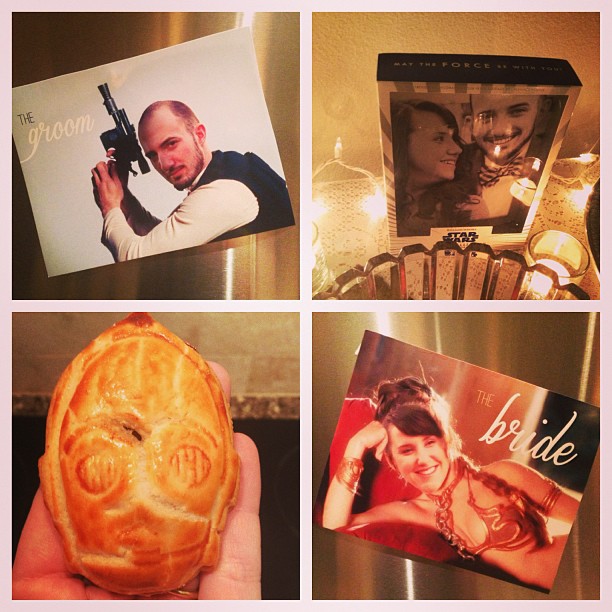 THE
groom
MAY THE FORCE BE WITH YOU
STAR
WARS
THE
bride